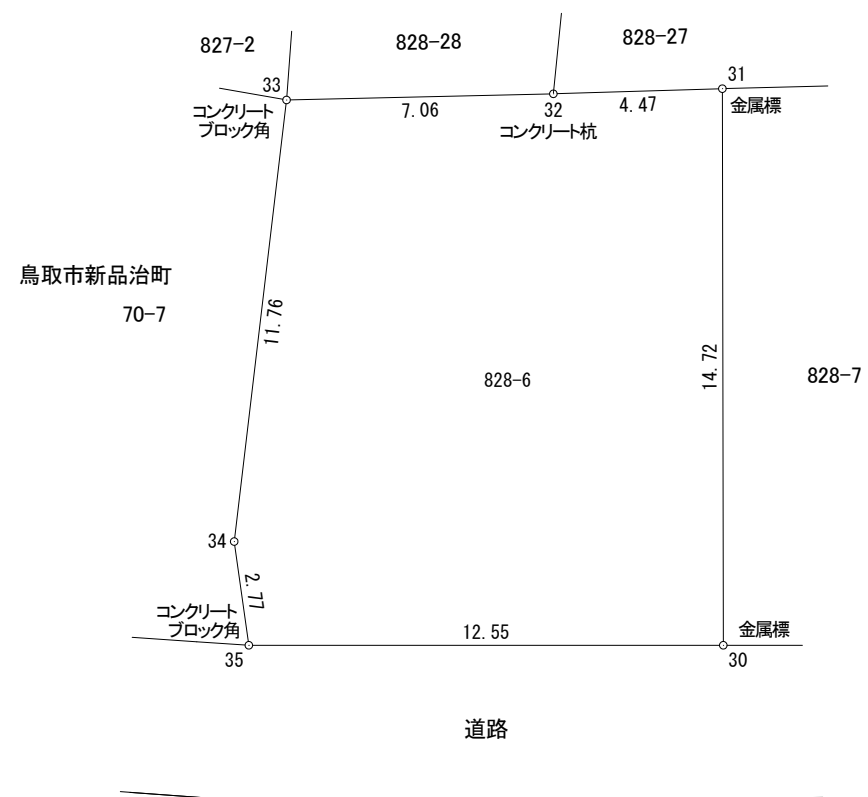 827-2
828-28
828-27
33
31
コンクリート
ブロック角
7.06
32
4.47
金属標
コンクリート杭
鳥取市新品治町
70-7
11.76
14.72
828-6
828-7
34
2.77
コンクリート
ブロック角
35
12.55
金属標
30
道路